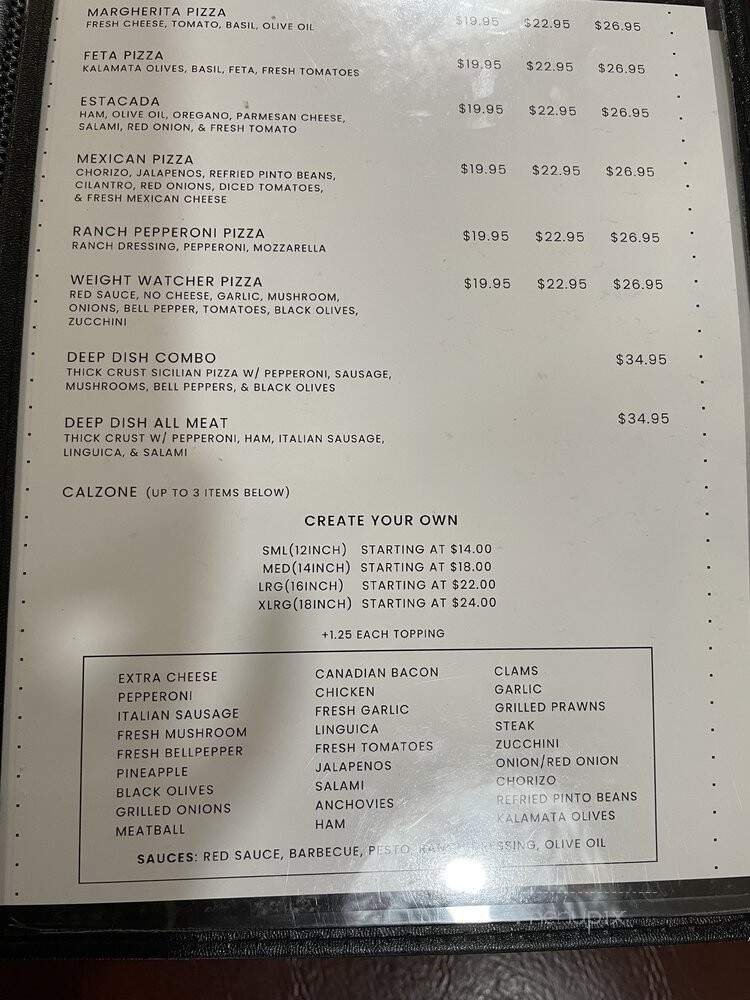 MARGHERITA PIZZA $19.95 $22.95 $26.95
FRESH CHEESE, TOMATO, BASIL, OLIVE OIL
FETA PIZZA $19.95 $22.95 $26.95
KALAMATA OLIVES, BASIL, FETA, FRESH TOMATOES
ESTACADA $19.95 $22.95 $26.95
HAM, OLIVE OIL, OREGANO, PARMESAN CHEESE,
SALAMI, RED ONION, & FRESH TOMATO
MEXICAN PIZZA $19.95 $22.95 $26.95
CHORIZO, JALAPENOS, REFRIED PINTO BEANS,
CILANTRO, RED ONIONS, DICED TOMATOES,
& FRESH MEXICAN CHEESE
RANCH PEPPERONI PIZZA $19.95 $22.95 $26.95
RANCH DRESSING, PEPPERONI, MOZZARELLA
WEIGHT WATCHER PIZZA $19.95 $22.95 $26.95
RED SAUCE, NO CHEESE, GARLIC, MUSHROOM,
ONIONS, BELL PEPPER, TOMATOES, BLACK OLIVES,
ZUCCHINI
DEEP DISH COMBO $34.95
THICK CRUST SICILIAN PIZZA W/ PEPPERONI, SAUSAGE,
MUSHROOMS, BELL PEPPERS, & BLACK OLIVES
DEEP DISH ALL MEAT $34.95
THICK CRUST W/ PEPPERONI, HAM, ITALIAN SAUSAGE,
LINGUICA, & SALAMI
CALZONE (UP TO 3 ITEMS BELOW)
CREATE YOUR OWN
SML(12INCH) STARTING AT $14.00
MED(14INCH) STARTING AT $18.00
LRG(16INCH) STARTING AT $22.00
XLRG(18INCH) STARTING AT $24.00
+1.25 EACH TOPPING
EXTRA CHEESE
PEPPERONI
ITALIAN SAUSAGE
FRESH MUSHROOM
FRESH BELLPEPPER
PINEAPPLE
BLACK OLIVES
GRILLED ONIONS
MEATBALL
CANADIAN BACON
CHICKEN
FRESH GARLIC
LINGUICA
FRESH TOMATOES
JALAPENOS
SALAMI
ANCHOVIES
HAM
CLAMS
GARLIC
GRILLED PRAWNS
STEAK
ZUCCHINI
ONION/RED ONION
CHORIZO
REFRIED PINTO BEANS
KALAMATA OLIVES
SAUCES: RED SAUCE, BARBECUE, PESTO, RANCH DRESSING, OLIVE OIL